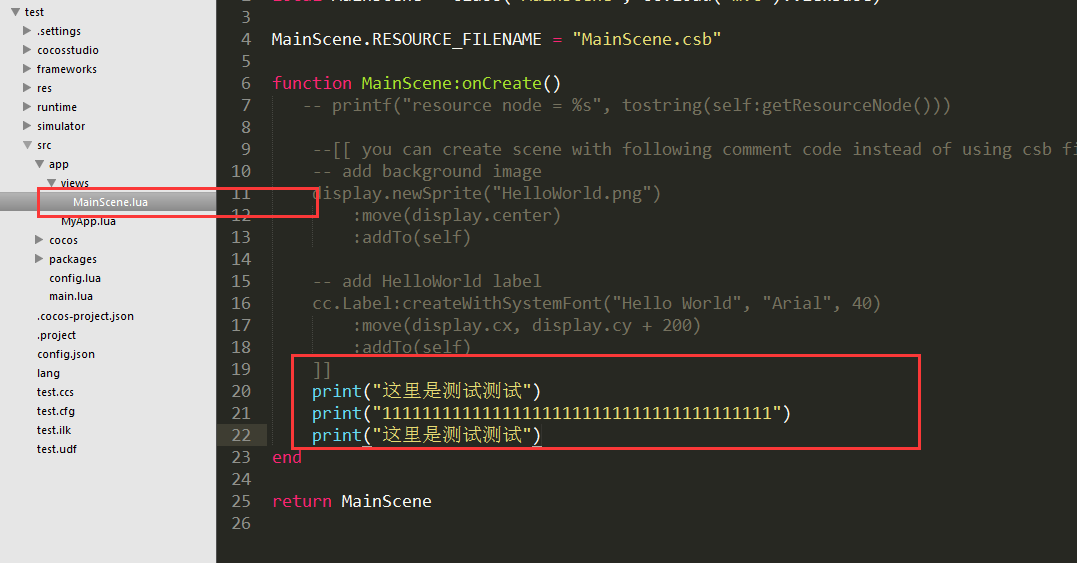 test
.settings
cocosstudio
frameworks
res
runtime
simulator
src
app
views
MainScene.lua
MyApp.lua
cocos
packages
config.lua
main.lua
.cocos-project.json
.project
config.json
lang
test.ccs
test.cfg
test.ilk
test.udf
3
4 MainScene.RESOURCE_FILENAME = "MainScene.csb"
5
6 function MainScene:onCreate()
7 -- printf("resource node = %s", tostring(self:getResourceNode()))
8
9 --[[ you can create scene with following comment code instead of using csb fi
10 -- add background image
11 display.newSprite("HelloWorld.png")
12 :move(display.center)
13 :addTo(self)
14
15 -- add HelloWorld label
16 cc.Label:createWithSystemFont("Hello World", "Arial", 40)
17 :move(display.cx, display.cy + 200)
18 :addTo(self)
19 ]]
20 print("这里是测试测试")
21 print("111111111111111111111111111111111111111")
22 print("这里是测试测试")
23 end
24
25 return MainScene
26